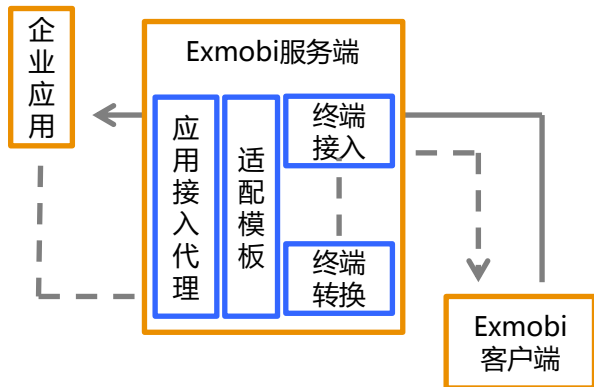 企
业
应
用
Exmobi服务端
应
用
接
入
代
理
适
配
模
板
终端
接入
终端
转换
Exmobi
客户端